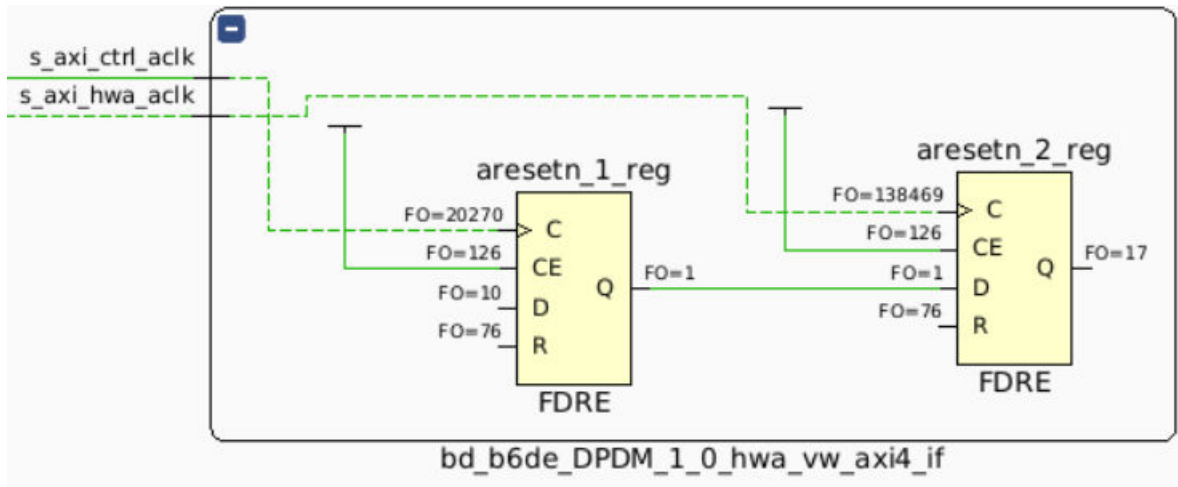 s_axi_ctrl_aclk
s_axi_hwa_aclk
aresetn_1_reg
FO=20270
C
FO=126
CE
FO=10
D
FO=76
R
Q
FO=1
FDRE
aresetn_2_reg
FO=138469
C
FO=126
CE
FO=1
D
FO=76
R
Q
FO=17
FDRE
bd_b6de_DPDM_1_0_hwa_vw_axi4_if